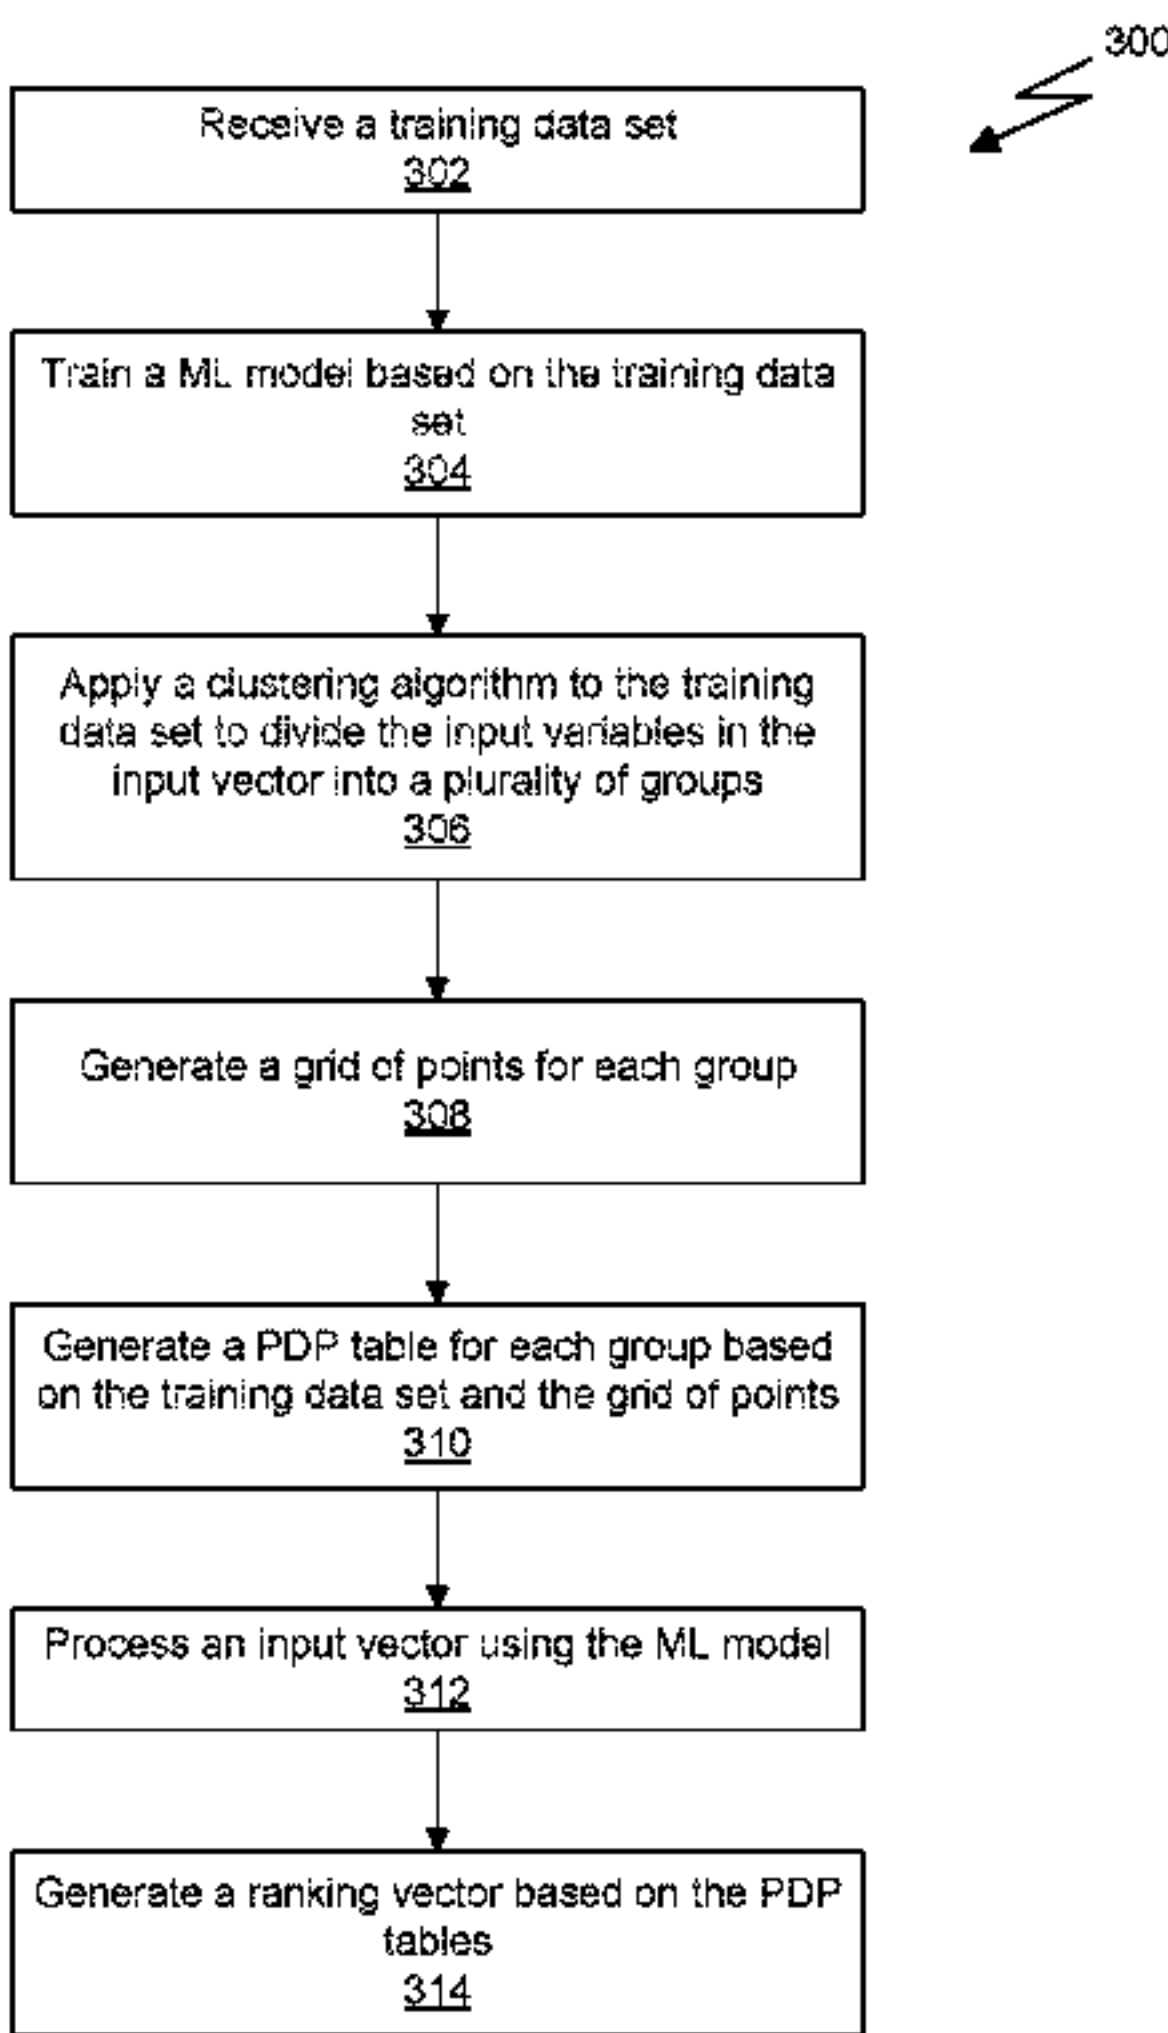 300
Receive a training data set
302
Train a ML model based on the training data
set
304
Apply a clustering algorithm to the training
data set to divide the input variables in the
input vector into a plurality of groups
306
Generate a grid of points for each group
308
Generate a PDP table for each group based
on the training data set and the grid of points
310
Process an input vector using the ML model
312
Generate a ranking vector based on the PDP
tables
314